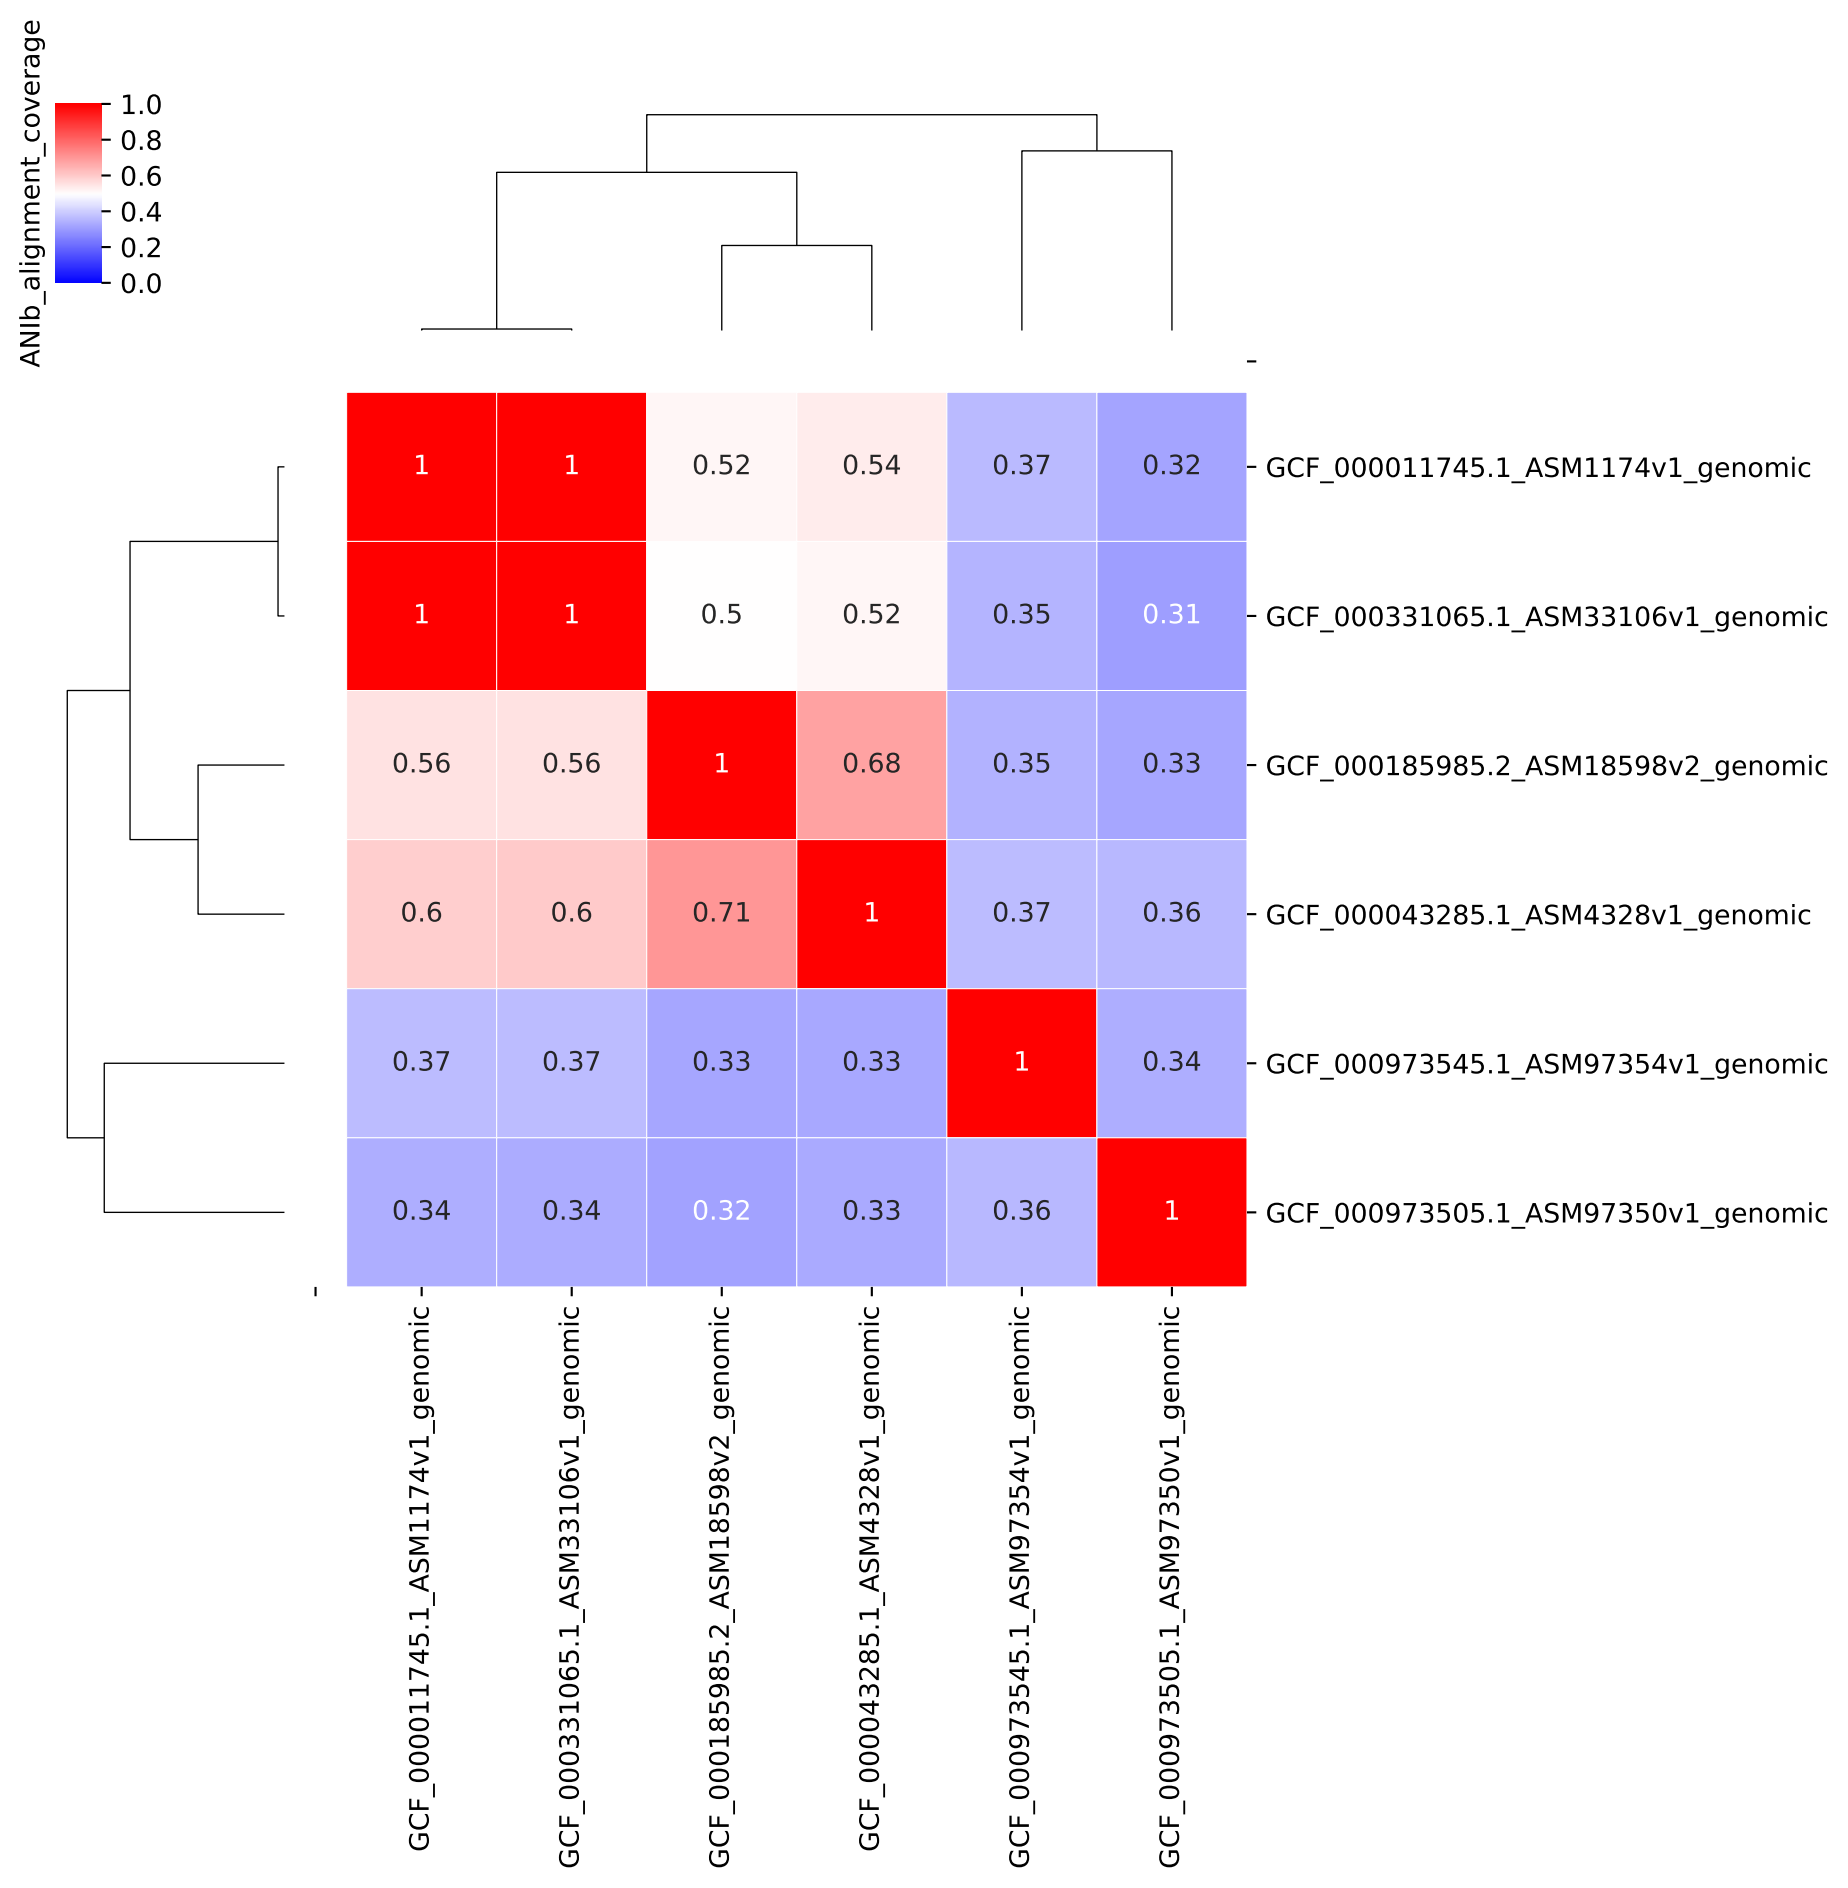 ANIb_alignment_coverage
1.0
0.8
0.6
0.4
0.2
0.0
1 1 0.52 0.54 0.37 0.32 GCF_000011745.1_ASM1174v1_genomic
1 1 0.5 0.52 0.35 0.31 GCF_000331065.1_ASM33106v1_genomic
0.56 0.56 1 0.68 0.35 0.33 GCF_000185985.2_ASM18598v2_genomic
0.6 0.6 0.71 1 0.37 0.36 GCF_000043285.1_ASM4328v1_genomic
0.37 0.37 0.33 0.33 1 0.34 GCF_000973545.1_ASM97354v1_genomic
0.34 0.34 0.32 0.33 0.36 1 GCF_000973505.1_ASM97350v1_genomic
GCF_000011745.1_ASM1174v1_genomic
GCF_000331065.1_ASM33106v1_genomic
GCF_000185985.2_ASM18598v2_genomic
GCF_000043285.1_ASM4328v1_genomic
GCF_000973545.1_ASM97354v1_genomic
GCF_000973505.1_ASM97350v1_genomic